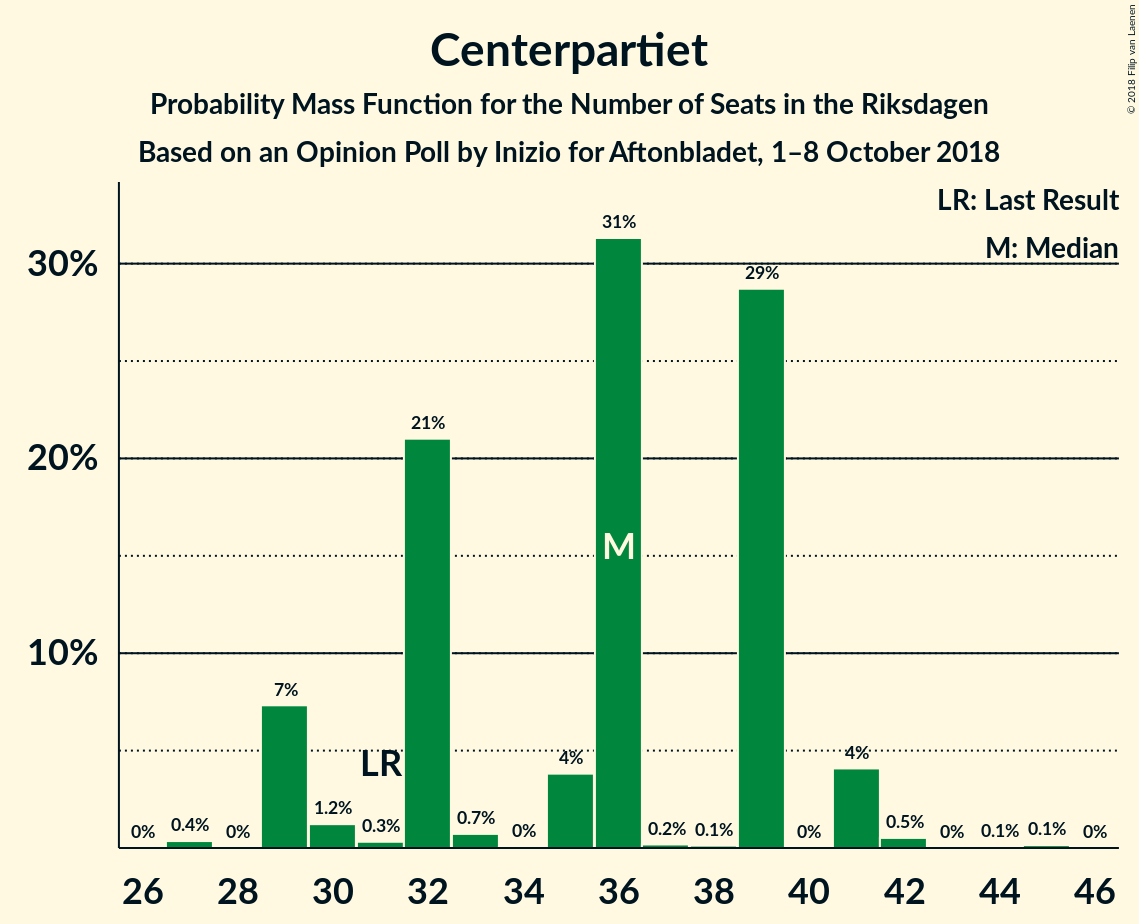 Centerpartiet
Probability Mass Function for the Number of Seats in the Riksdagen
Based on an Opinion Poll by Inizio for Aftonbladet, 1–8 October 2018
© 2018 Filip van Laenen
LR: Last Result
M: Median
30%
20%
10%
0%
0.4%
0%
7%
1.2%
0.3%
LR
21%
0.7%
0%
4%
31%
M
0.2%
0.1%
29%
0%
4%
0.5%
0%
0.1%
0.1%
0%
26 28 30 32 34 36 38 40 42 44 46